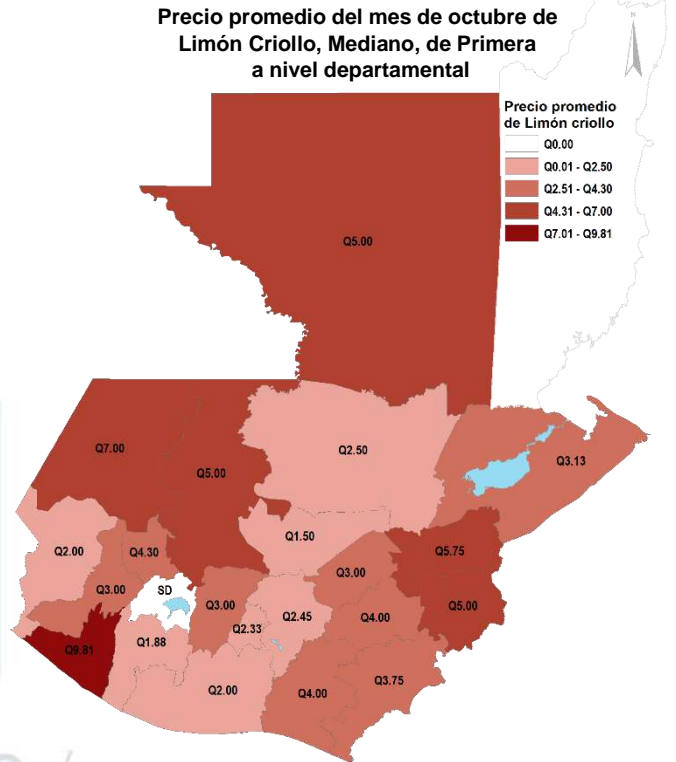 Precio promedio del mes de octubre de
Limón Criollo, Mediano, de Primera
a nivel departamental
N
Precio promedio
de Limón criollo
Q0.00
Q0.01 - Q2.50
Q2.51 - Q4.30
Q4.31 - Q7.00
Q7.01 - Q9.81
Q5.00
Q7.00
Q5.00
Q2.50
Q3.13
Q2.00
Q4.30
Q1.50
Q5.75
Q3.00
SD
Q3.00
Q3.00
Q5.00
Q2.33
Q2.45
Q4.00
Q9.81
Q1.88
Q2.00
Q4.00
Q3.75